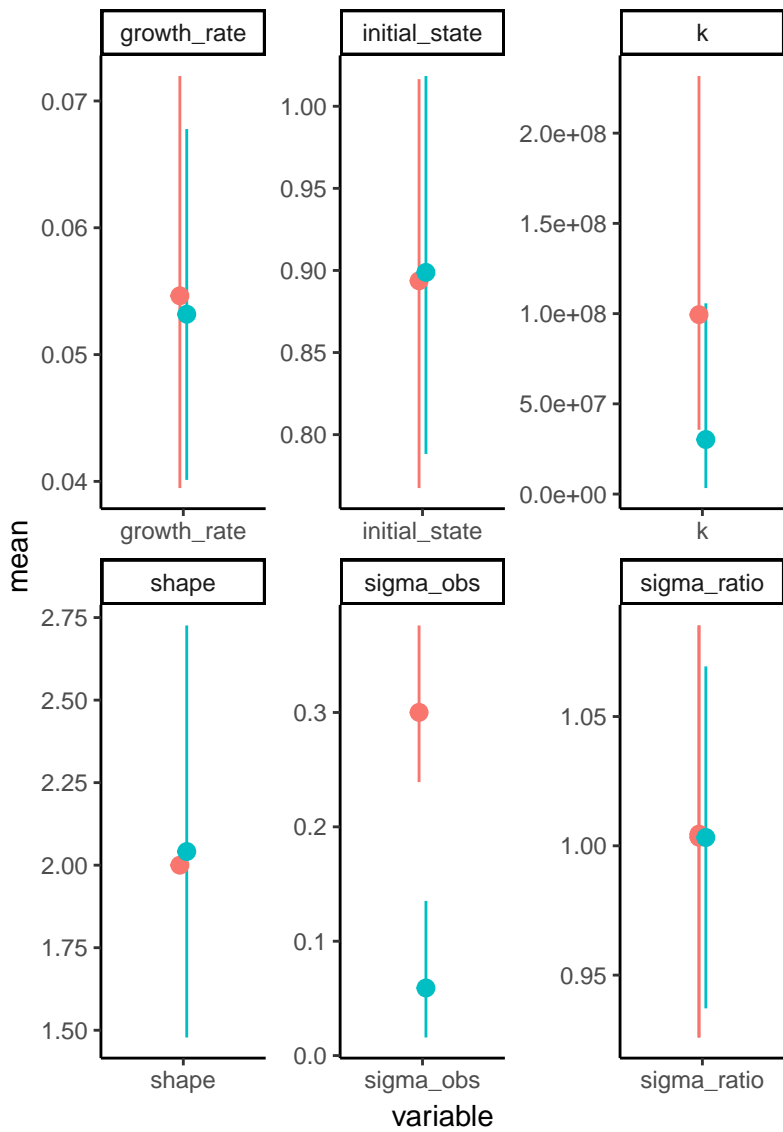 growth_rate
initial_state
k
0.07
0.06
0.05
0.04
1.00
0.95
0.90
0.85
0.80
2.0e+08
1.5e+08
1.0e+08
5.0e+07
0.0e+00
growth_rate
initial_state
k
mean
shape
sigma_obs
sigma_ratio
2.75
2.50
2.25
2.00
1.75
1.50
0.3
0.2
0.1
0.0
1.05
1.00
0.95
shape
sigma_obs
sigma_ratio
variable